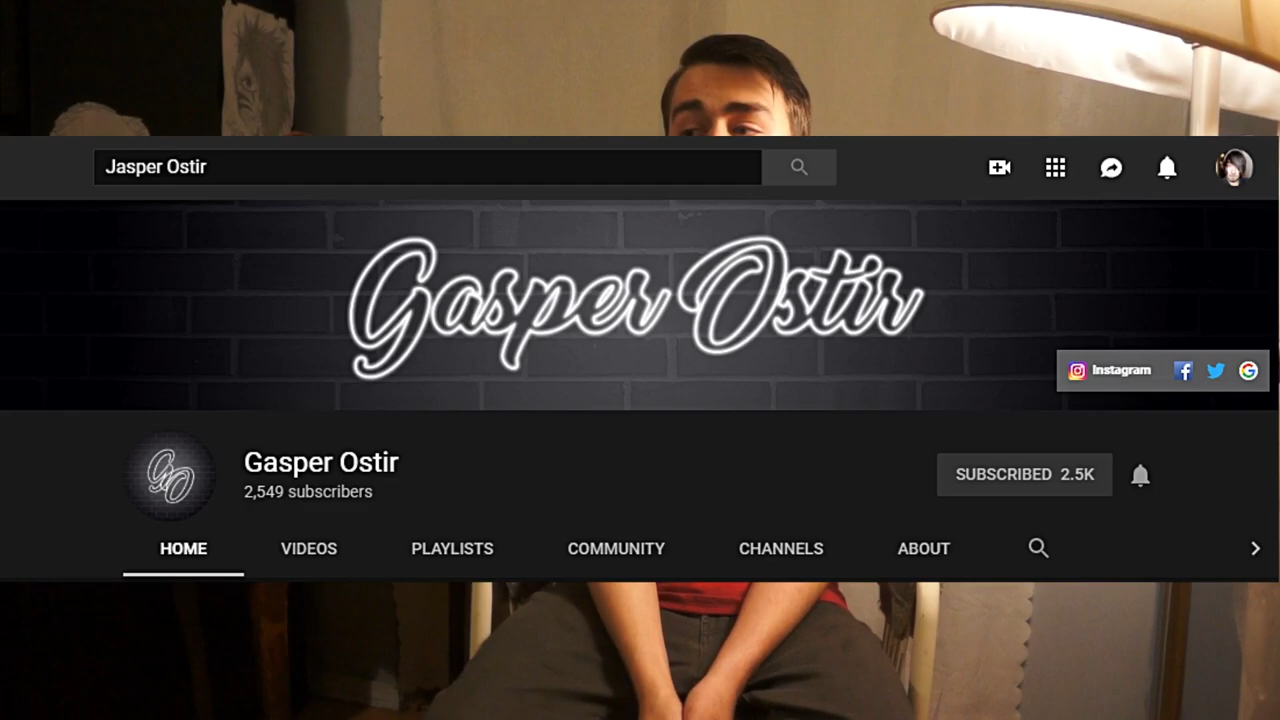 Jasper Ostir
Gasper Ostir
Instagram
GO
Gasper Ostir
2,549 subscribers
SUBSCRIBED 2.5K
HOME VIDEOS PLAYLISTS COMMUNITY CHANNELS ABOUT